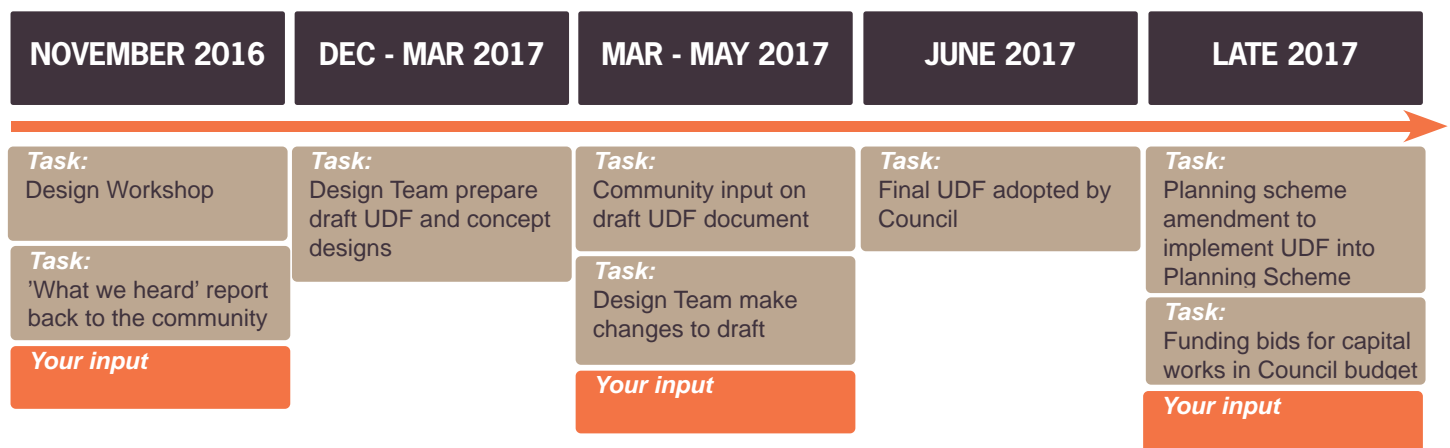 NOVEMBER 2016
DEC - MAR 2017
MAR - MAY 2017
JUNE 2017
LATE 2017
Task:
Design Workshop
Task:
'What we heard' report
back to the community
Your input
Task:
Design Team prepare
draft UDF and concept
designs
Task:
Community input on
draft UDF document
Task:
Design Team make
changes to draft
Your input
Task:
Final UDF adopted by
Council
Task:
Planning scheme
amendment to
implement UDF into
Planning Scheme
Task:
Funding bids for capital
works in Council budget
Your input